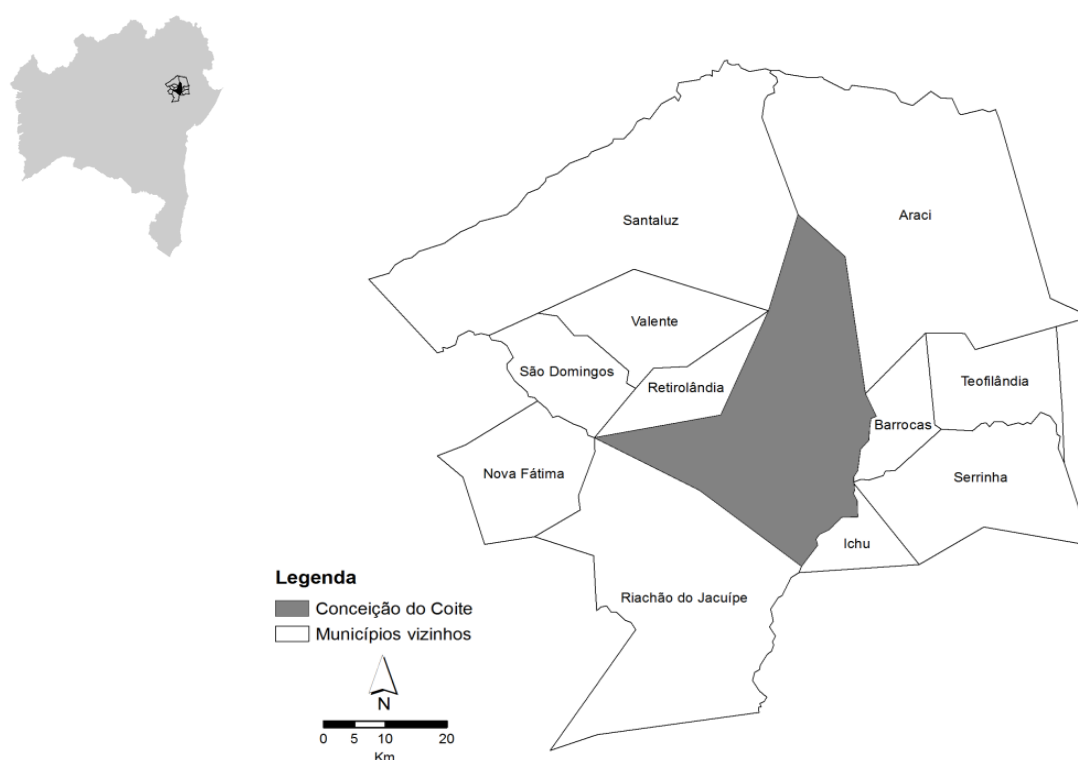 Santaluz
Araci
Valente
São Domingos
Retirolândia
Teofilândia
Barrocas
Nova Fátima
Serrinha
Ichu
Riachão do Jacuípe
Legenda
Conceição do Coite
Municípios vizinhos
N
0 5 10 20
Km